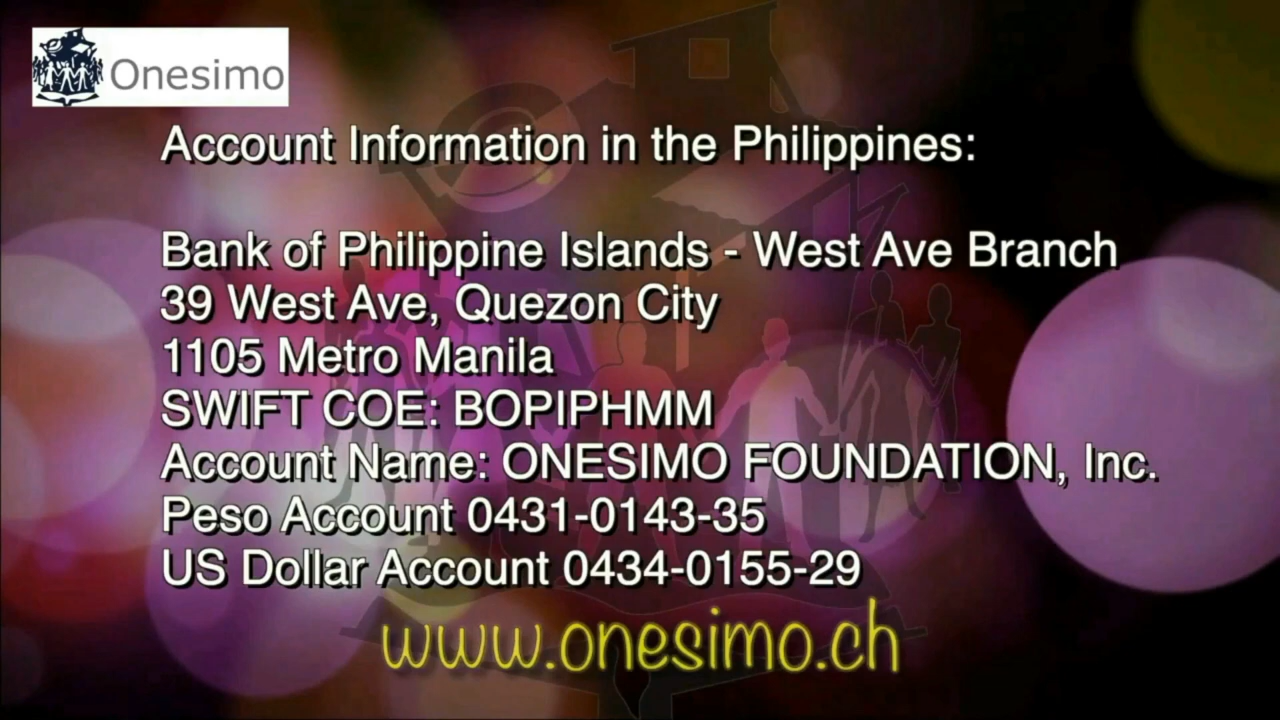 Onesimo
Account Information in the Philippines:
Bank of Philippine Islands - West Ave Branch
39 West Ave, Quezon City
1105 Metro Manila
SWIFT COE: BOPIPHMM
Account Name: ONESIMO FOUNDATION, Inc.
Peso Account 0431-0143-35
US Dollar Account 0434-0155-29
www.onesimo.ch